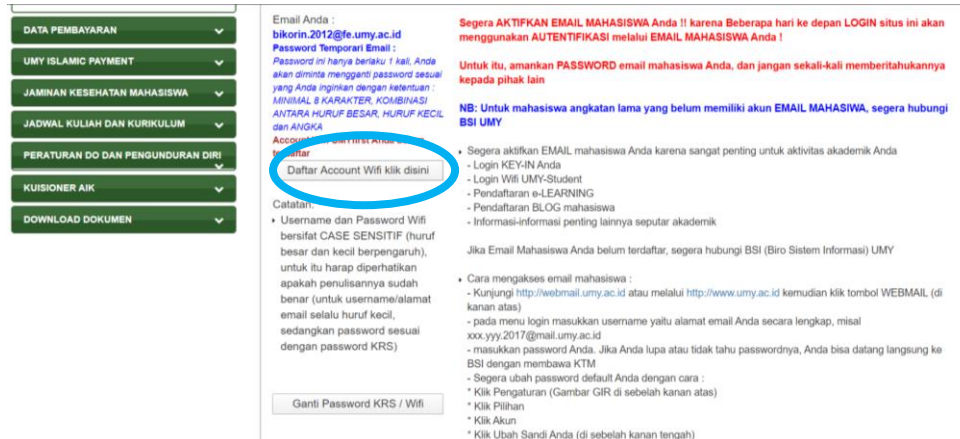 DATA PEMBAYARAN
UMY ISLAMIC PAYMENT
JAMINAN KESEHATAN MAHASISWA
JADWAL KULIAH DAN KURIKULUM
PERATURAN DO DAN PENGUNDURAN DIRI
KUISIONER AIK
DOWNLOAD DOKUMEN
Email Anda :
bikorin.2012@fe.umy.ac.id
Password Temporari Email :
Password ini hanya berlaku 1 kali, Anda
akan diminta mengganti password sesuai
yang Anda inginkan dengan ketentuan :
MINIMAL 8 KARAKTER, KOMBINASI
ANTARA HURUF BESAR, HURUF KECIL
dan ANGKA
Account
Anda
Daftar Account Wifi klik disini
Catatan:
• Username dan Password Wifi
bersifat CASE SENSITIF (huruf
besar dan kecil berpengaruh),
untuk itu harap diperhatikan
apakah penulisannya sudah
benar (untuk username/alamat
email selalu huruf kecil,
sedangkan password sesuai
dengan password KRS)
Ganti Password KRS / Wifi
Segera AKTIFKAN EMAIL MAHASISWA Anda !! karena Beberapa hari ke depan LOGIN situs ini akan
menggunakan AUTENTIFIKASI melalui EMAIL MAHASISWA Anda !
Untuk itu, amankan PASSWORD email mahasiswa Anda, dan jangan sekali-kali memberitahukannya
kepada pihak lain
NB: Untuk mahasiswa angkatan lama yang belum memiliki akun EMAIL MAHASIWA, segera hubungi
BSI UMY
• Segera aktifkan EMAIL mahasiswa Anda karena sangat penting untuk aktivitas akademik Anda
- Login KEY-IN Anda
- Login Wifi UMY-Student
- Pendaftaran e-LEARNING
- Pendaftaran BLOG mahasiswa
- Informasi-informasi penting lainnya seputar akademik
Jika Email Mahasiswa Anda belum terdaftar, segera hubungi BSI (Biro Sistem Informasi) UMY
• Cara mengakses email mahasiswa :
- Kunjungi http://webmail.umy.ac.id atau melalui http://www.umy.ac.id kemudian klik tombol WEBMAIL (di
kanan atas)
- pada menu login masukkan username yaitu alamat email Anda secara lengkap, misal
xxx.yyy.2017@mail.umy.ac.id
- masukkan password Anda. Jika Anda lupa atau tidak tahu passwordnya, Anda bisa datang langsung ke
BSI dengan membawa KTM
- Segera ubah password default Anda dengan cara :
* Klik Pengaturan (Gambar GIR di sebelah kanan atas)
* Klik Pilihan
* Klik Akun
* Klik Ubah Sandi Anda (di sebelah kanan tengah)